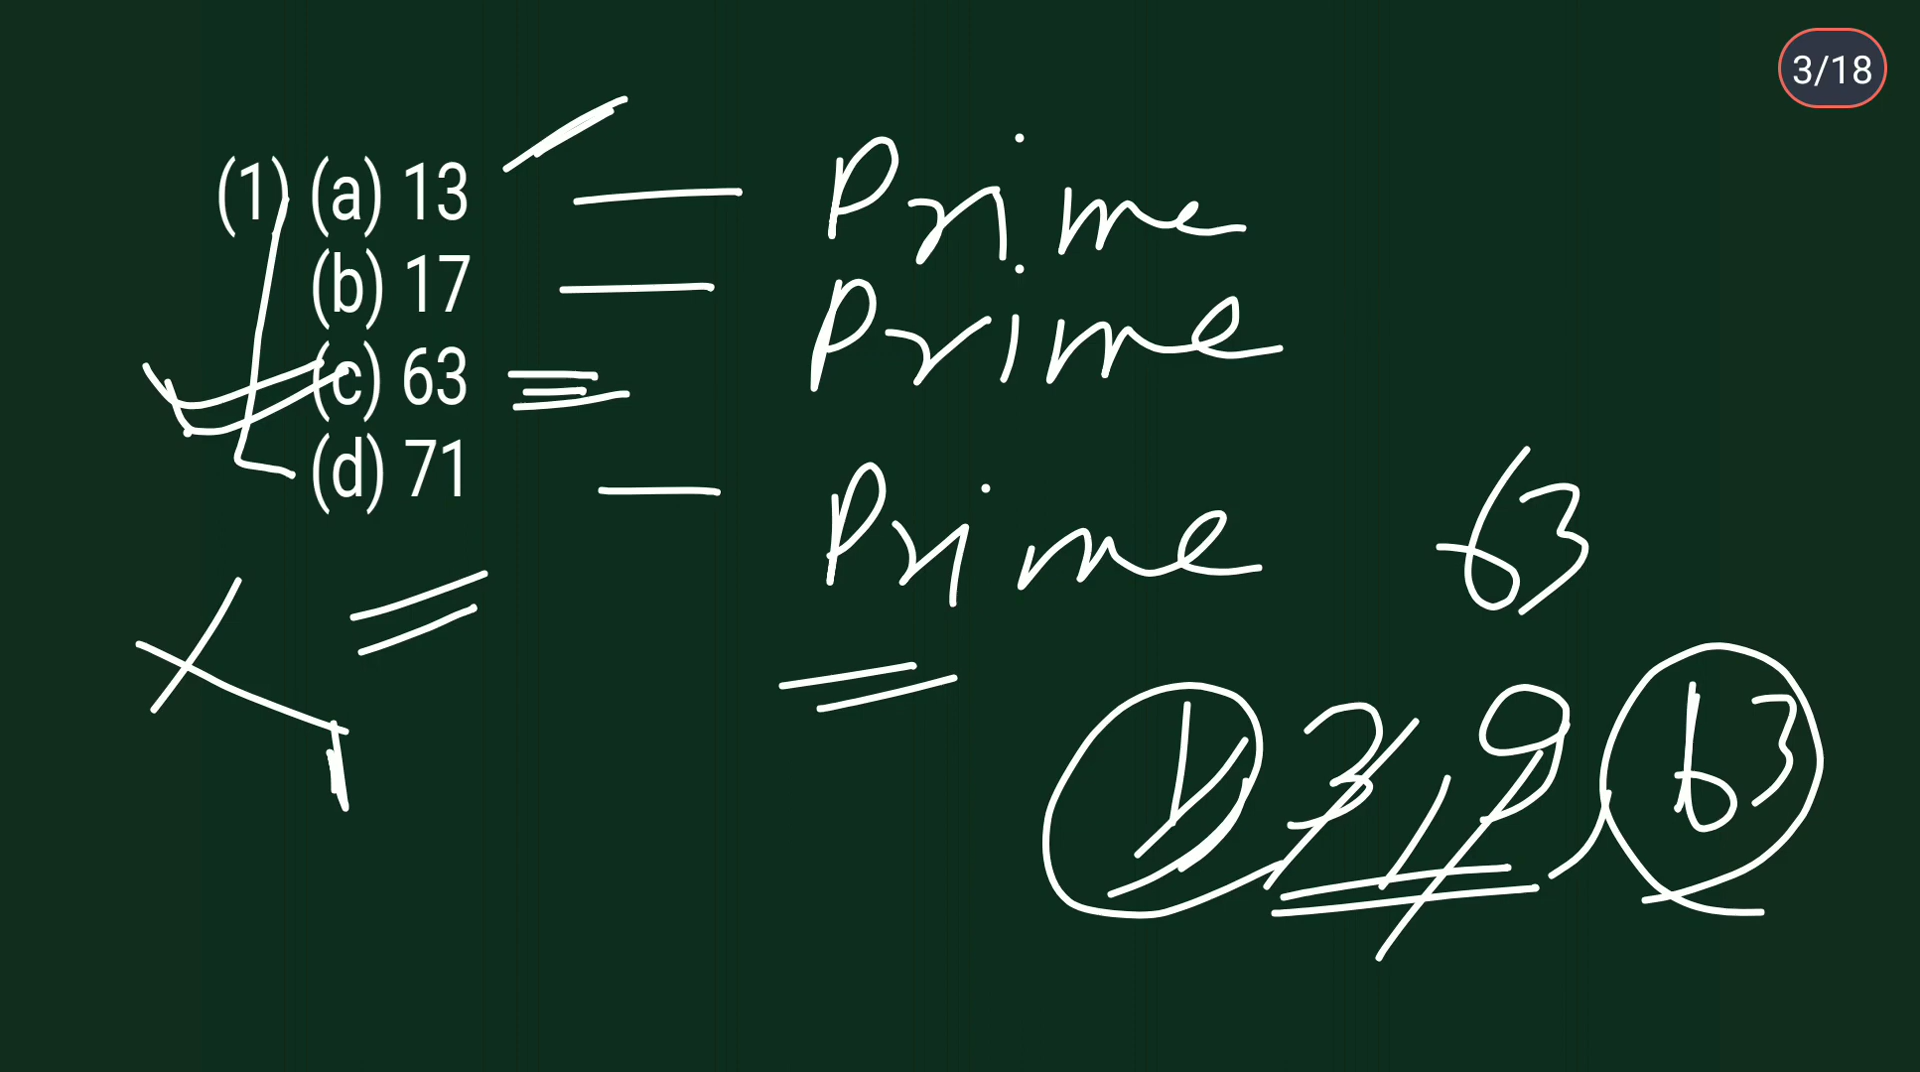 3/18
(1) (a) 13 — Prime
(b) 17 — Prime
(c) 63
(d) 71 — Prime
63
1, 3, 9, 63